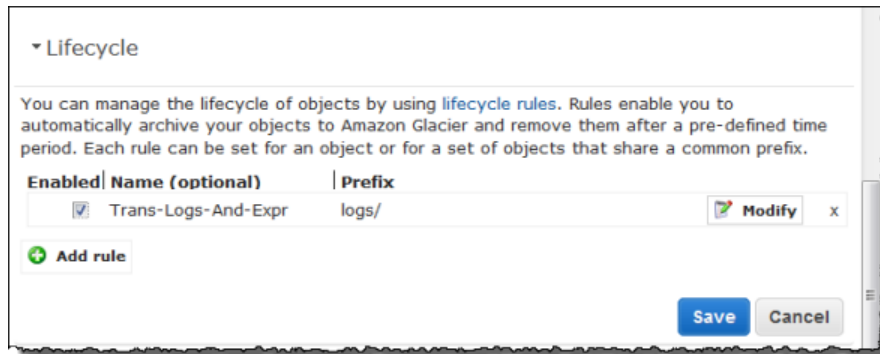 Lifecycle
You can manage the lifecycle of objects by using lifecycle rules. Rules enable you to
automatically archive your objects to Amazon Glacier and remove them after a pre-defined time
period. Each rule can be set for an object or for a set of objects that share a common prefix.
Enabled Name (optional) Prefix
Trans-Logs-And-Expr logs/ Modify x
Add rule
Save Cancel